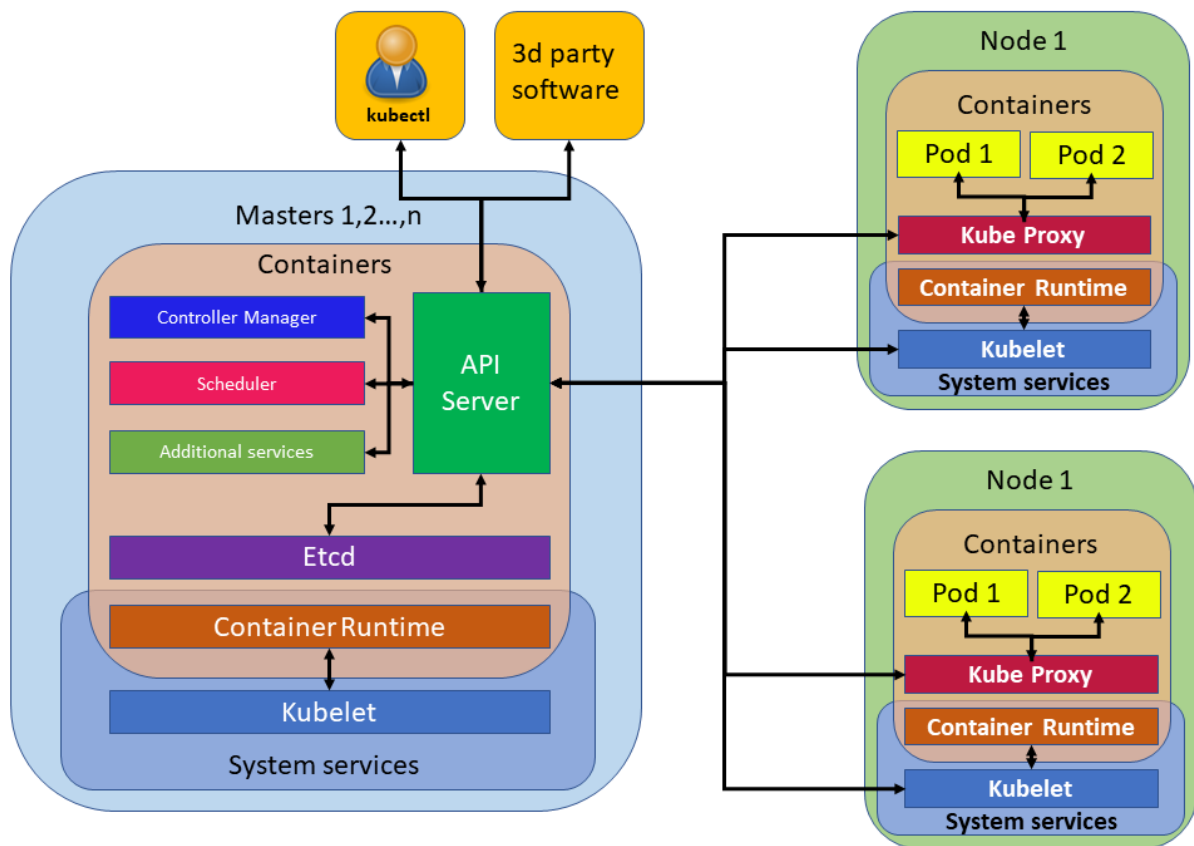 kubectl
3d party
software
Masters 1,2...,n
Containers
Controller Manager
Scheduler
Additional services
API
Server
Etcd
Container Runtime
Kubelet
System services
Node 1
Containers
Pod 1
Pod 2
Kube Proxy
Container Runtime
Kubelet
System services
Node 1
Containers
Pod 1
Pod 2
Kube Proxy
Container Runtime
Kubelet
System services